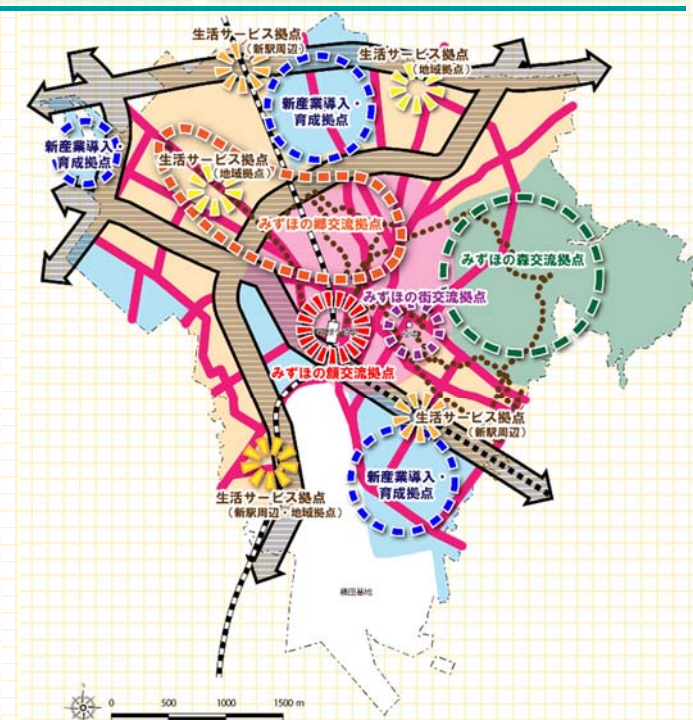 生活サービス拠点
（新駅周辺）
生活サービス拠点
（地域拠点）
新産業導入・
育成拠点
新産業導入・
育成拠点
生活サービス拠点
（地域拠点）
みずほの郷交流拠点
みずほの森交流拠点
みずほの街交流拠点
みずほの顔交流拠点
生活サービス拠点
（新駅周辺）
新産業導入・
育成拠点
生活サービス拠点
（新駅周辺・地域拠点）
横田基地
0 500 1000 1500 m